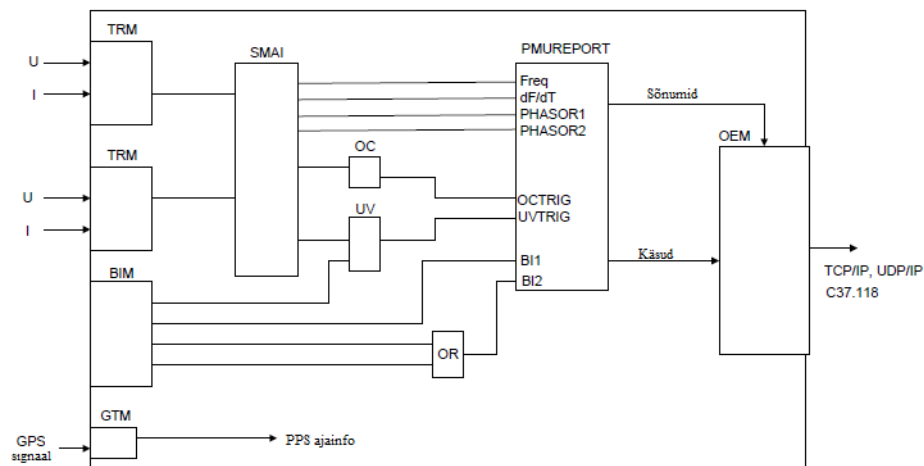 TRM
U
I
SMAI
PMUREPORT
Freq
dF/dT
PHASOR1
PHASOR2
Sõnumid
OEM
TRM
U
I
OC
UV
OCTRIG
UVTRIG
BIM
BI1
BI2
Käsud
TCP/IP, UDP/IP
C37.118
OR
GTM
GPS
signaal
PPS ajainfo